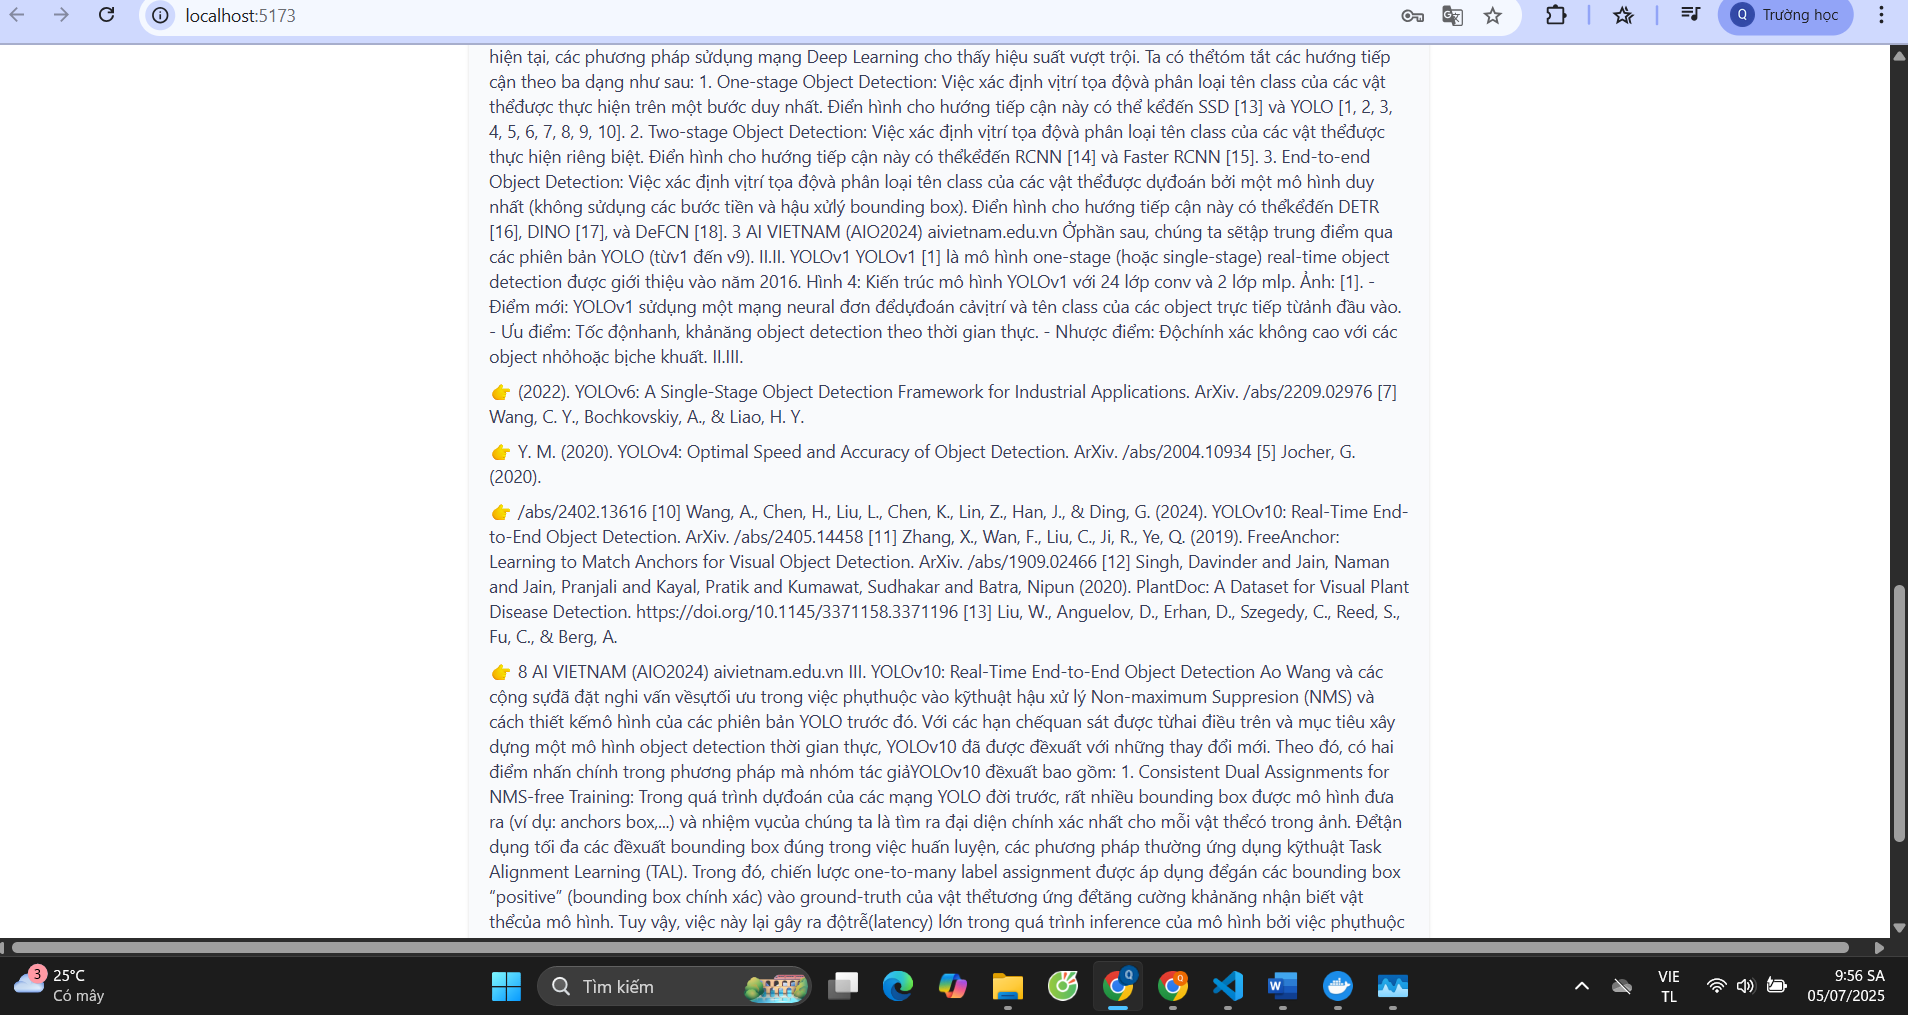 localhost:5173
Q Trường học
hiện tại, các phương pháp sửdụng mạng Deep Learning cho thấy hiệu suất vượt trội. Ta có thểtóm tắt các hướng tiếp
cận theo ba dạng như sau: 1. One-stage Object Detection: Việc xác định vịtrí tọa độvà phân loại tên class của các vật
thểđược thực hiện trên một bước duy nhất. Điển hình cho hướng tiếp cận này có thể kểđến SSD [13] và YOLO [1, 2, 3,
4, 5, 6, 7, 8, 9, 10]. 2. Two-stage Object Detection: Việc xác định vịtrí tọa độvà phân loại tên class của các vật thểđược
thực hiện riêng biệt. Điển hình cho hướng tiếp cận này có thểkểđến RCNN [14] và Faster RCNN [15]. 3. End-to-end
Object Detection: Việc xác định vịtrí tọa độvà phân loại tên class của các vật thểđược dựđoán bởi một mô hình duy
nhất (không sửdụng các bước tiền và hậu xửlý bounding box). Điển hình cho hướng tiếp cận này có thểkểđến DETR
[16], DINO [17], và DeFCN [18]. 3 AI VIETNAM (AIO2024) aivietnam.edu.vn Ởphần sau, chúng ta sẽtập trung điểm qua
các phiên bản YOLO (từv1 đến v9). II.II. YOLOv1 YOLOv1 [1] là mô hình one-stage (hoặc single-stage) real-time object
detection được giới thiệu vào năm 2016. Hình 4: Kiến trúc mô hình YOLOv1 với 24 lớp conv và 2 lớp mlp. Ảnh: [1]. -
Điểm mới: YOLOv1 sửdụng một mạng neural đơn đểdựđoán cảvịtrí và tên class của các object trực tiếp từảnh đầu vào.
- Ưu điểm: Tốc độnhanh, khảnăng object detection theo thời gian thực. - Nhược điểm: Độchính xác không cao với các
object nhỏhoặc bịche khuất. II.III.
👉 (2022). YOLOv6: A Single-Stage Object Detection Framework for Industrial Applications. ArXiv. /abs/2209.02976 [7]
Wang, C. Y., Bochkovskiy, A., & Liao, H. Y.
👉 Y. M. (2020). YOLOv4: Optimal Speed and Accuracy of Object Detection. ArXiv. /abs/2004.10934 [5] Jocher, G.
(2020).
👉 /abs/2402.13616 [10] Wang, A., Chen, H., Liu, L., Chen, K., Lin, Z., Han, J., & Ding, G. (2024). YOLOv10: Real-Time End-
to-End Object Detection. ArXiv. /abs/2405.14458 [11] Zhang, X., Wan, F., Liu, C., Ji, R., Ye, Q. (2019). FreeAnchor:
Learning to Match Anchors for Visual Object Detection. ArXiv. /abs/1909.02466 [12] Singh, Davinder and Jain, Naman
and Jain, Pranjali and Kayal, Pratik and Kumawat, Sudhakar and Batra, Nipun (2020). PlantDoc: A Dataset for Visual Plant
Disease Detection. https://doi.org/10.1145/3371158.3371196 [13] Liu, W., Anguelov, D., Erhan, D., Szegedy, C., Reed, S.,
Fu, C., & Berg, A.
👉 8 AI VIETNAM (AIO2024) aivietnam.edu.vn III. YOLOv10: Real-Time End-to-End Object Detection Ao Wang và các
cộng sựđã đặt nghi vấn vềsựtối ưu trong việc phụthuộc vào kỹthuật hậu xử lý Non-maximum Suppresion (NMS) và
cách thiết kếmô hình của các phiên bản YOLO trước đó. Với các hạn chếquan sát được từhai điều trên và mục tiêu xây
dựng một mô hình object detection thời gian thực, YOLOv10 đã được đềxuất với những thay đổi mới. Theo đó, có hai
điểm nhấn chính trong phương pháp mà nhóm tác giảYOLOv10 đềxuất bao gồm: 1. Consistent Dual Assignments for
NMS-free Training: Trong quá trình dựđoán của các mạng YOLO đời trước, rất nhiều bounding box được mô hình đưa
ra (ví dụ: anchors box,...) và nhiệm vụcủa chúng ta là tìm ra đại diện chính xác nhất cho mỗi vật thểcó trong ảnh. Đểtận
dụng tối đa các đềxuất bounding box đúng trong việc huấn luyện, các phương pháp thường ứng dụng kỹthuật Task
Alignment Learning (TAL). Trong đó, chiến lược one-to-many label assignment được áp dụng đểgán các bounding box
“positive” (bounding box chính xác) vào ground-truth của vật thểtương ứng đểtăng cường khảnăng nhận biết vật
thểcủa mô hình. Tuy vậy, việc này lại gây ra độtrễ(latency) lớn trong quá trình inference của mô hình bởi việc phụthuộc
3 25°C
Có mây
Tìm kiếm
VIE
TL
9:56 SA
05/07/2025